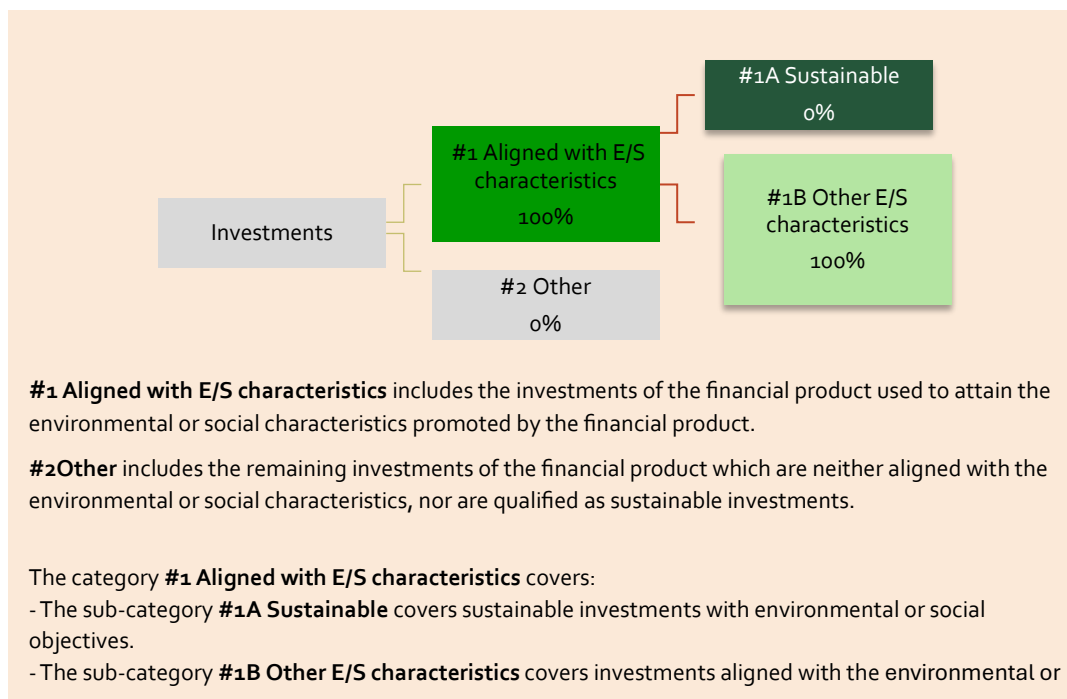 #1A Sustainable
0%
#1 Aligned with E/S
characteristics
100%
#1B Other E/S
characteristics
100%
Investments
#2 Other
0%
#1 Aligned with E/S characteristics includes the investments of the financial product used to attain the
environmental or social characteristics promoted by the financial product.
#2Other includes the remaining investments of the financial product which are neither aligned with the
environmental or social characteristics, nor are qualified as sustainable investments.
The category #1 Aligned with E/S characteristics covers:
- The sub-category #1A Sustainable covers sustainable investments with environmental or social
objectives.
- The sub-category #1B Other E/S characteristics covers investments aligned with the environmental or